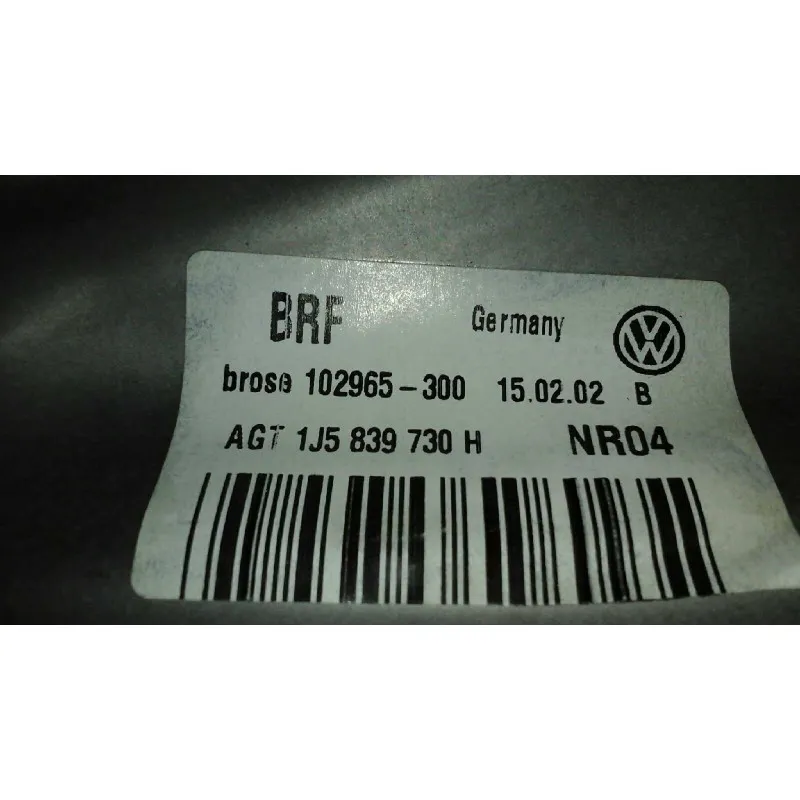 BRF Germany
brose 102965-300 15.02.02 B
AGT 1J5 839 730 H NR04